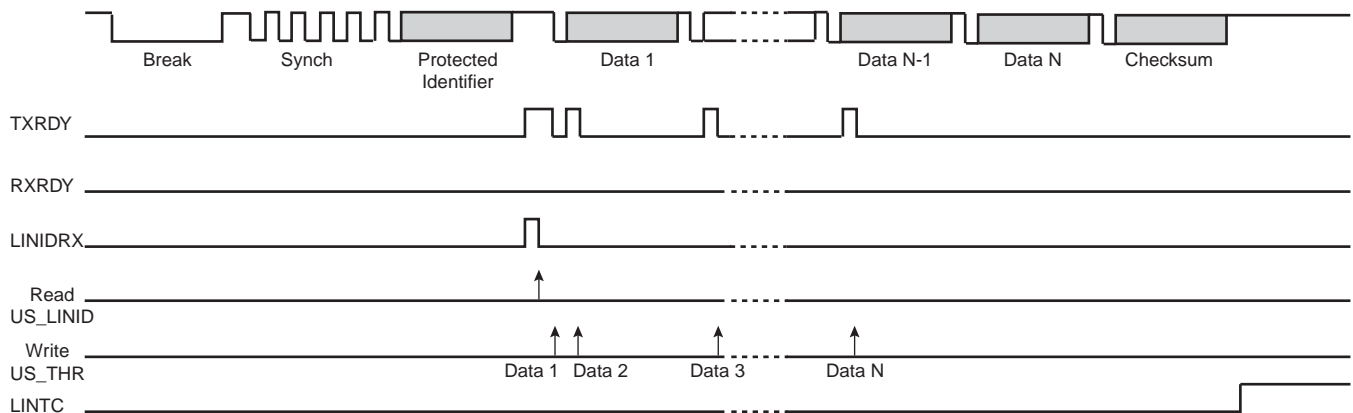 Break Synch Protected Identifier Data 1 Data N-1 Data N Checksum
TXRDY
RXRDY
LINIDRX
Read
US_LINID
Write
US_THR
Data 1 Data 2 Data 3 Data N
LINTC